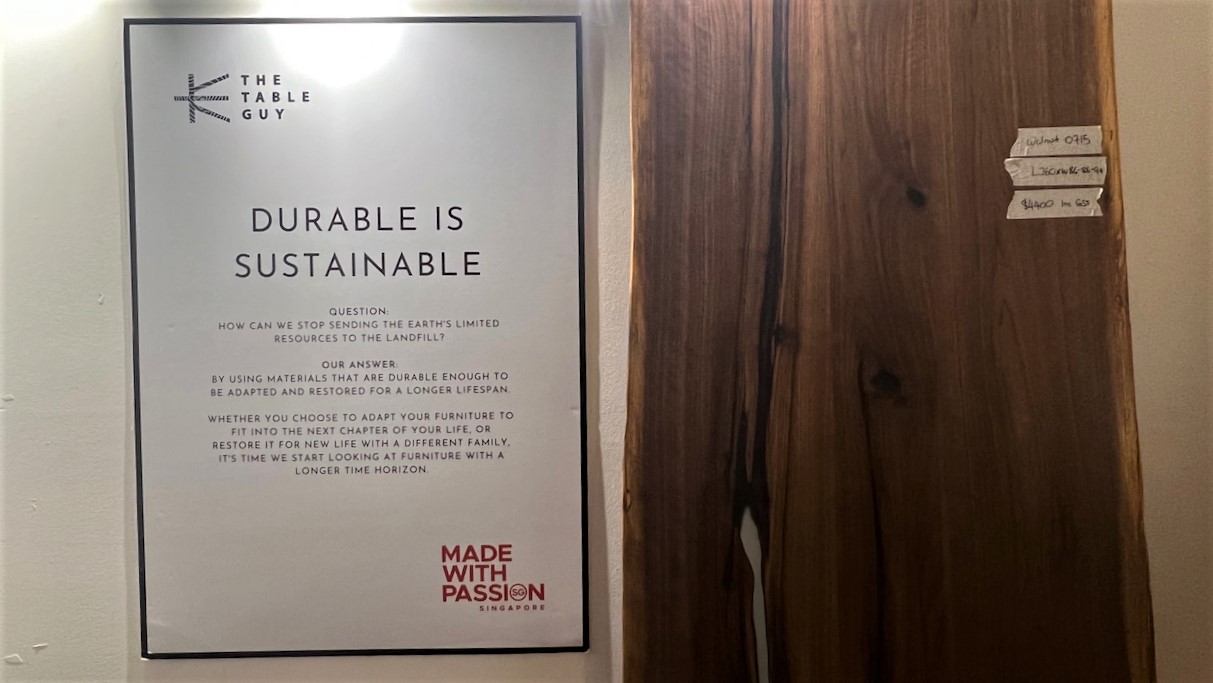 THE
TABLE
GUY
DURABLE IS
SUSTAINABLE
QUESTION:
HOW CAN WE STOP SENDING THE EARTH'S LIMITED
RESOURCES TO THE LANDFILL?
OUR ANSWER:
BY USING MATERIALS THAT ARE DURABLE ENOUGH TO
BE ADAPTED AND RESTORED FOR A LONGER LIFESPAN.
WHETHER YOU CHOOSE TO ADAPT YOUR FURNITURE TO
FIT INTO THE NEXT CHAPTER OF YOUR LIFE, OR
RESTORE IT FOR NEW LIFE WITH A DIFFERENT FAMILY,
IT'S TIME WE START LOOKING AT FURNITURE WITH A
LONGER TIME HORIZON.
MADE
WITH
PASSION
SG
SINGAPORE
Walnut 0715
$4400 inc GST